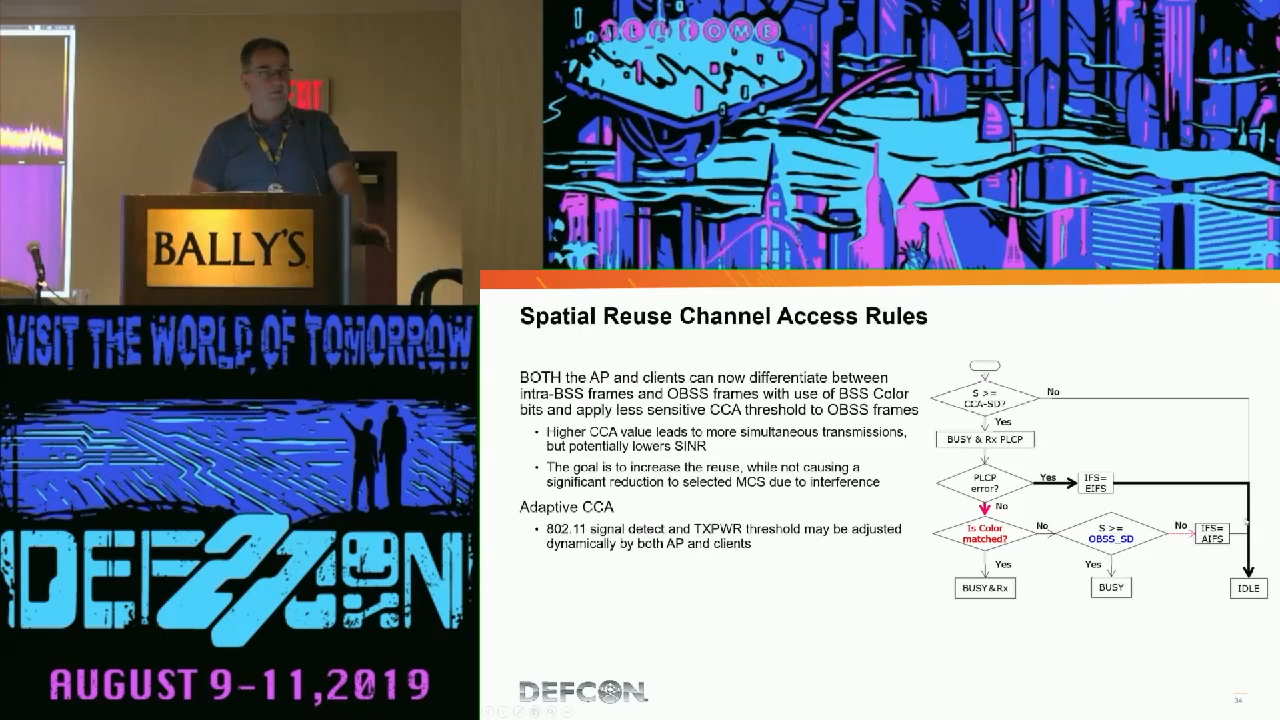 WELCOME
EXIT
BALLY'S
VISIT THE WORLD OF TOMORROW
DEFCON
27
AUGUST 9-11,2019
Spatial Reuse Channel Access Rules
BOTH the AP and clients can now differentiate between
intra-BSS frames and OBSS frames with use of BSS Color
bits and apply less sensitive CCA threshold to OBSS frames
• Higher CCA value leads to more simultaneous transmissions,
but potentially lowers SINR
• The goal is to increase the reuse, while not causing a
significant reduction to selected MCS due to interference
Adaptive CCA
• 802.11 signal detect and TXPWR threshold may be adjusted
dynamically by both AP and clients
S >=
CCA-SD?
No
Yes
BUSY & Rx PLCP
PLCP
error?
Yes
IFS=
EIFS
No
Is Color
matched?
No
S >=
OBSS_SD
No
IFS=
AIFS
Yes
Yes
BUSY&Rx
BUSY
IDLE
DEFCON.